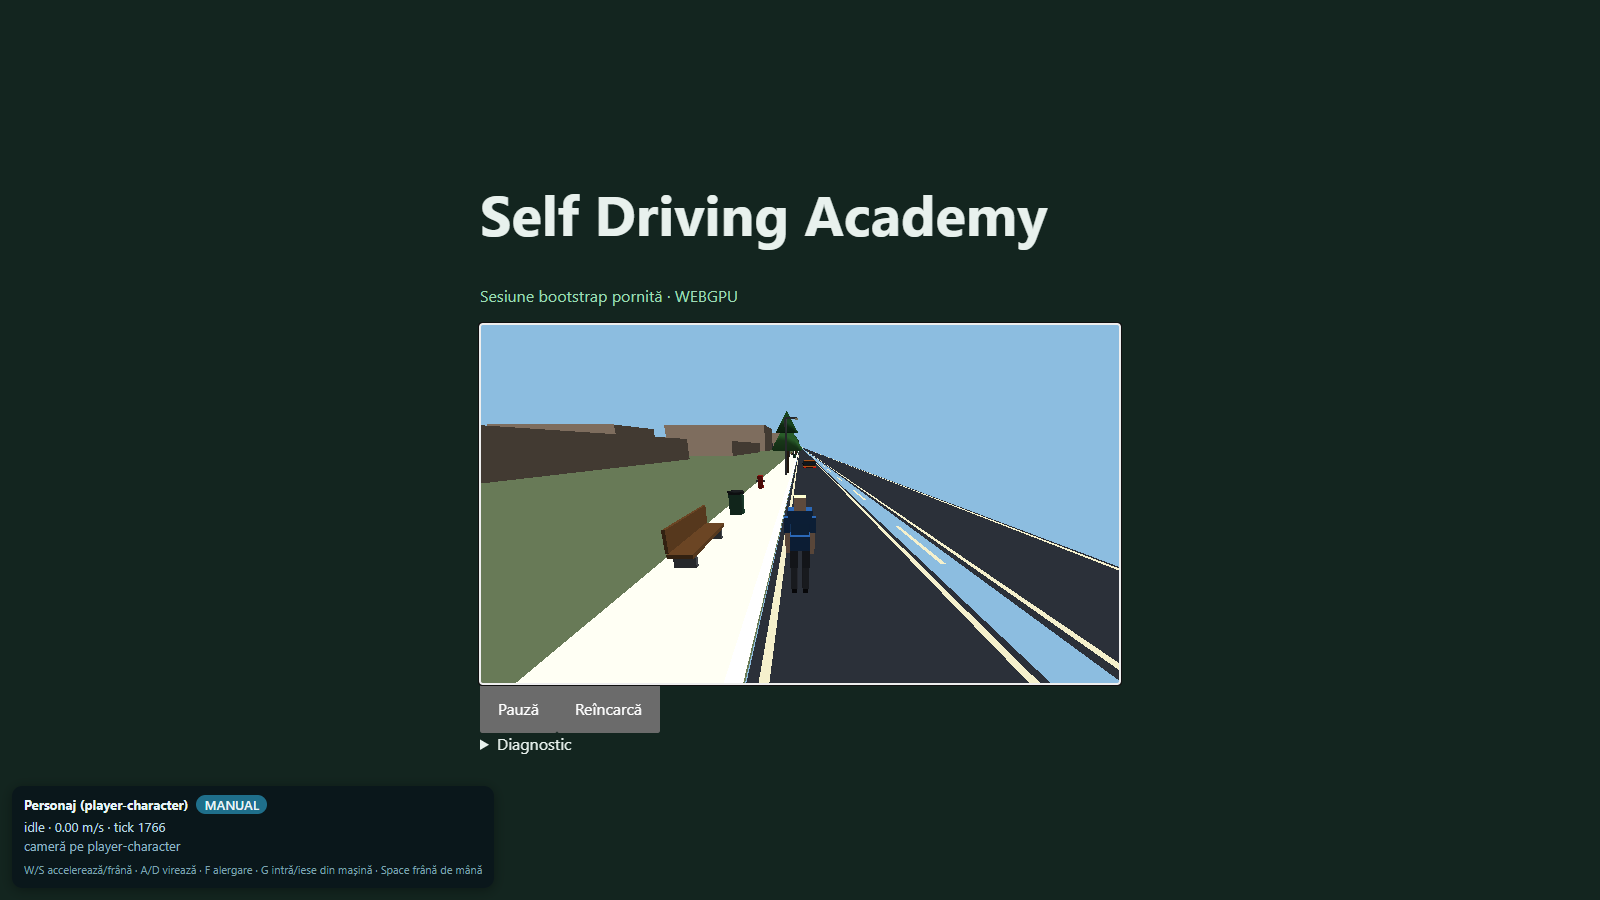 Self Driving Academy
Sesiune bootstrap pornită · WEBGPU
Pauză Reîncarcă
▶ Diagnostic
Personaj (player-character) MANUAL
idle · 0.00 m/s · tick 1766
cameră pe player-character
W/S accelerează/frână · A/D virează · F alergare · G intră/iese din mașină · Space frână de mână